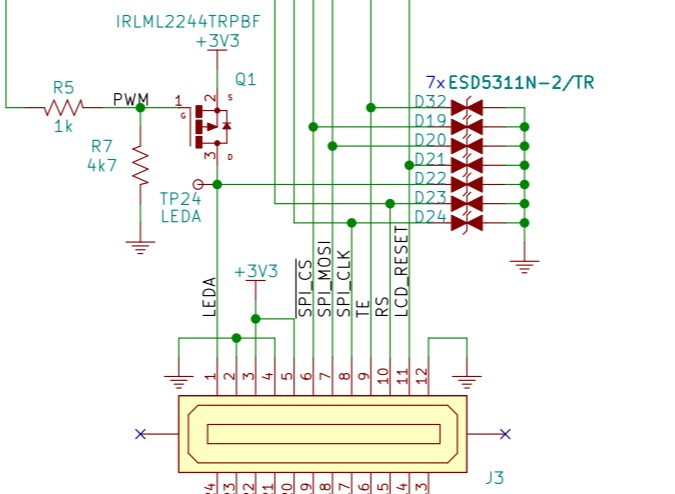 IRLML2244TRPBF
+3V3
Q1
R5
PWM
1k
1
G
2
S
3
D
R7
4k7
TP24
LEDA
7x ESD5311N-2/TR
D32
D19
D20
D21
D22
D23
D24
+3V3
LEDA
SPI_CS
SPI_MOSI
SPI_CLK
TE
RS
LCD_RESET
1 2 3 4 5 6 7 8 9 10 11 12
J3